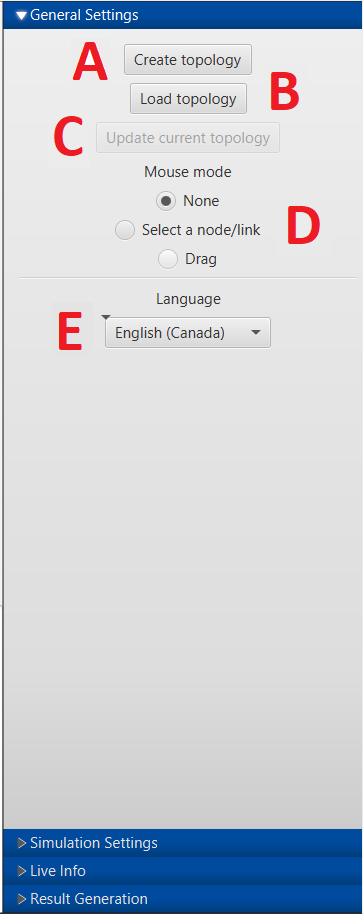 General Settings
A Create topology
Load topology B
C Update current topology
Mouse mode
None
Select a node/link D
Drag
Language
E English (Canada)
Simulation Settings
Live Info
Result Generation